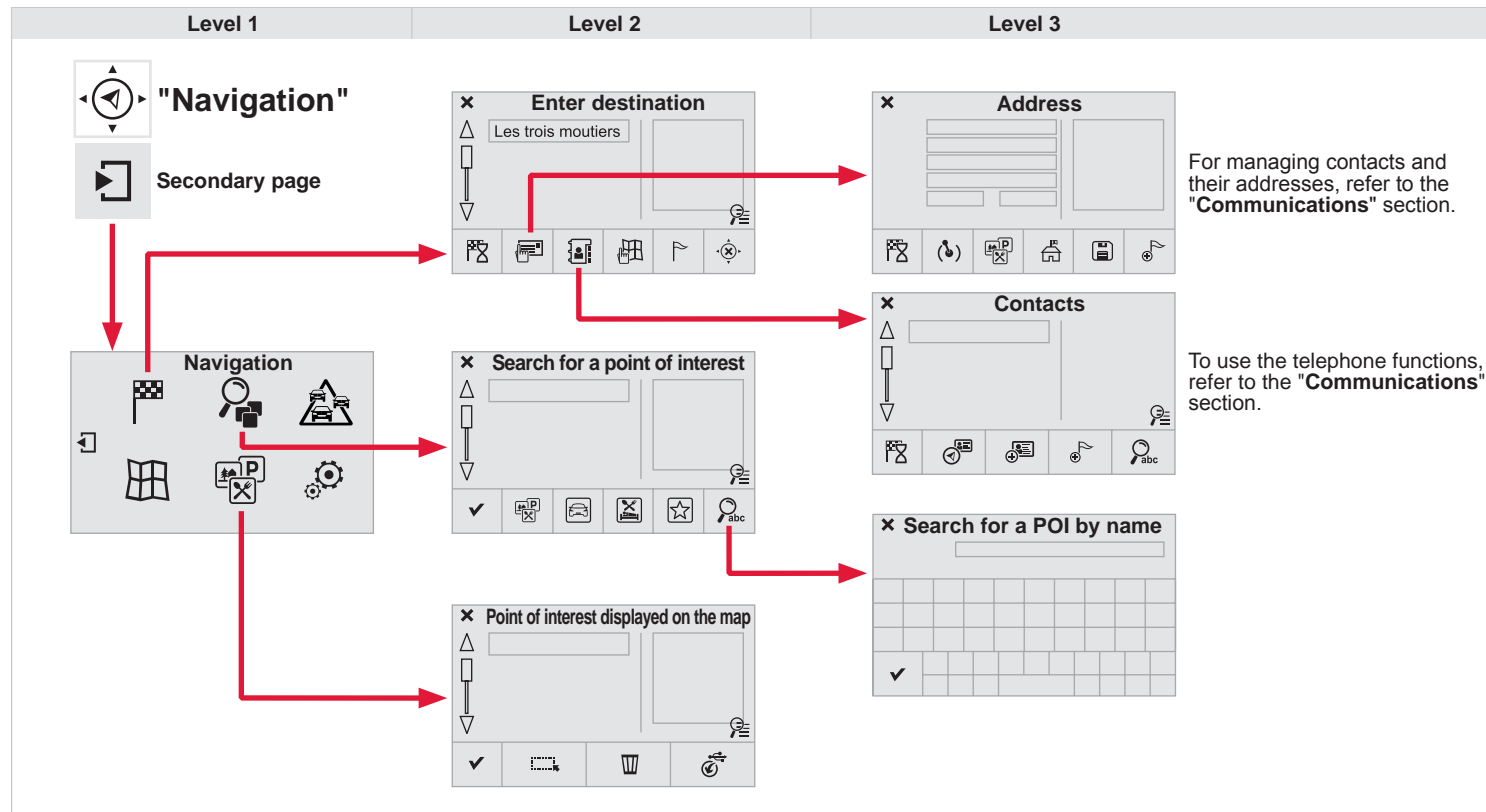 Level 1
Level 2
Level 3
"Navigation"
Secondary page
Navigation
P
Enter destination
Les trois moutiers
Search for a point of interest
P
abc
Point of interest displayed on the map
Address
P
For managing contacts and
their addresses, refer to the
"Communications" section.
Contacts
abc
To use the telephone functions,
refer to the "Communications"
section.
Search for a POI by name